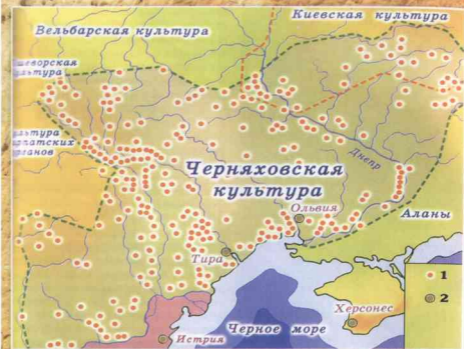 Киевская культура
Вельбарская культура
шеворская
культура
культура
карпатских
курганов
Днепр
Черняховская
культура
Ольвия
Аланы
Тира
1
2
Херсонес
Черное море
Истрия